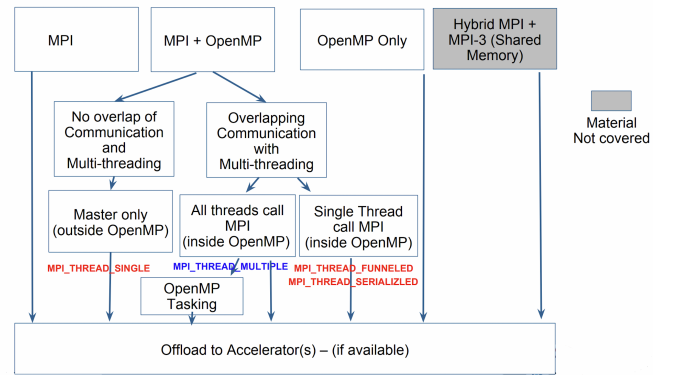 MPI
MPI + OpenMP
OpenMP Only
Hybrid MPI +
MPI-3 (Shared
Memory)
Material
Not covered
No overlap of
Communication
and
Multi-threading
Overlapping
Communication
with
Multi-threading
Master only
(outside OpenMP)
All threads call
MPI
(inside OpenMP)
Single Thread
call MPI
(inside OpenMP)
MPI_THREAD_SINGLE
MPI_THREAD_MULTIPLE
MPI_THREAD_FUNNELED
MPI_THREAD_SERIALIZLED
OpenMP
Tasking
Offload to Accelerator(s) – (if available)